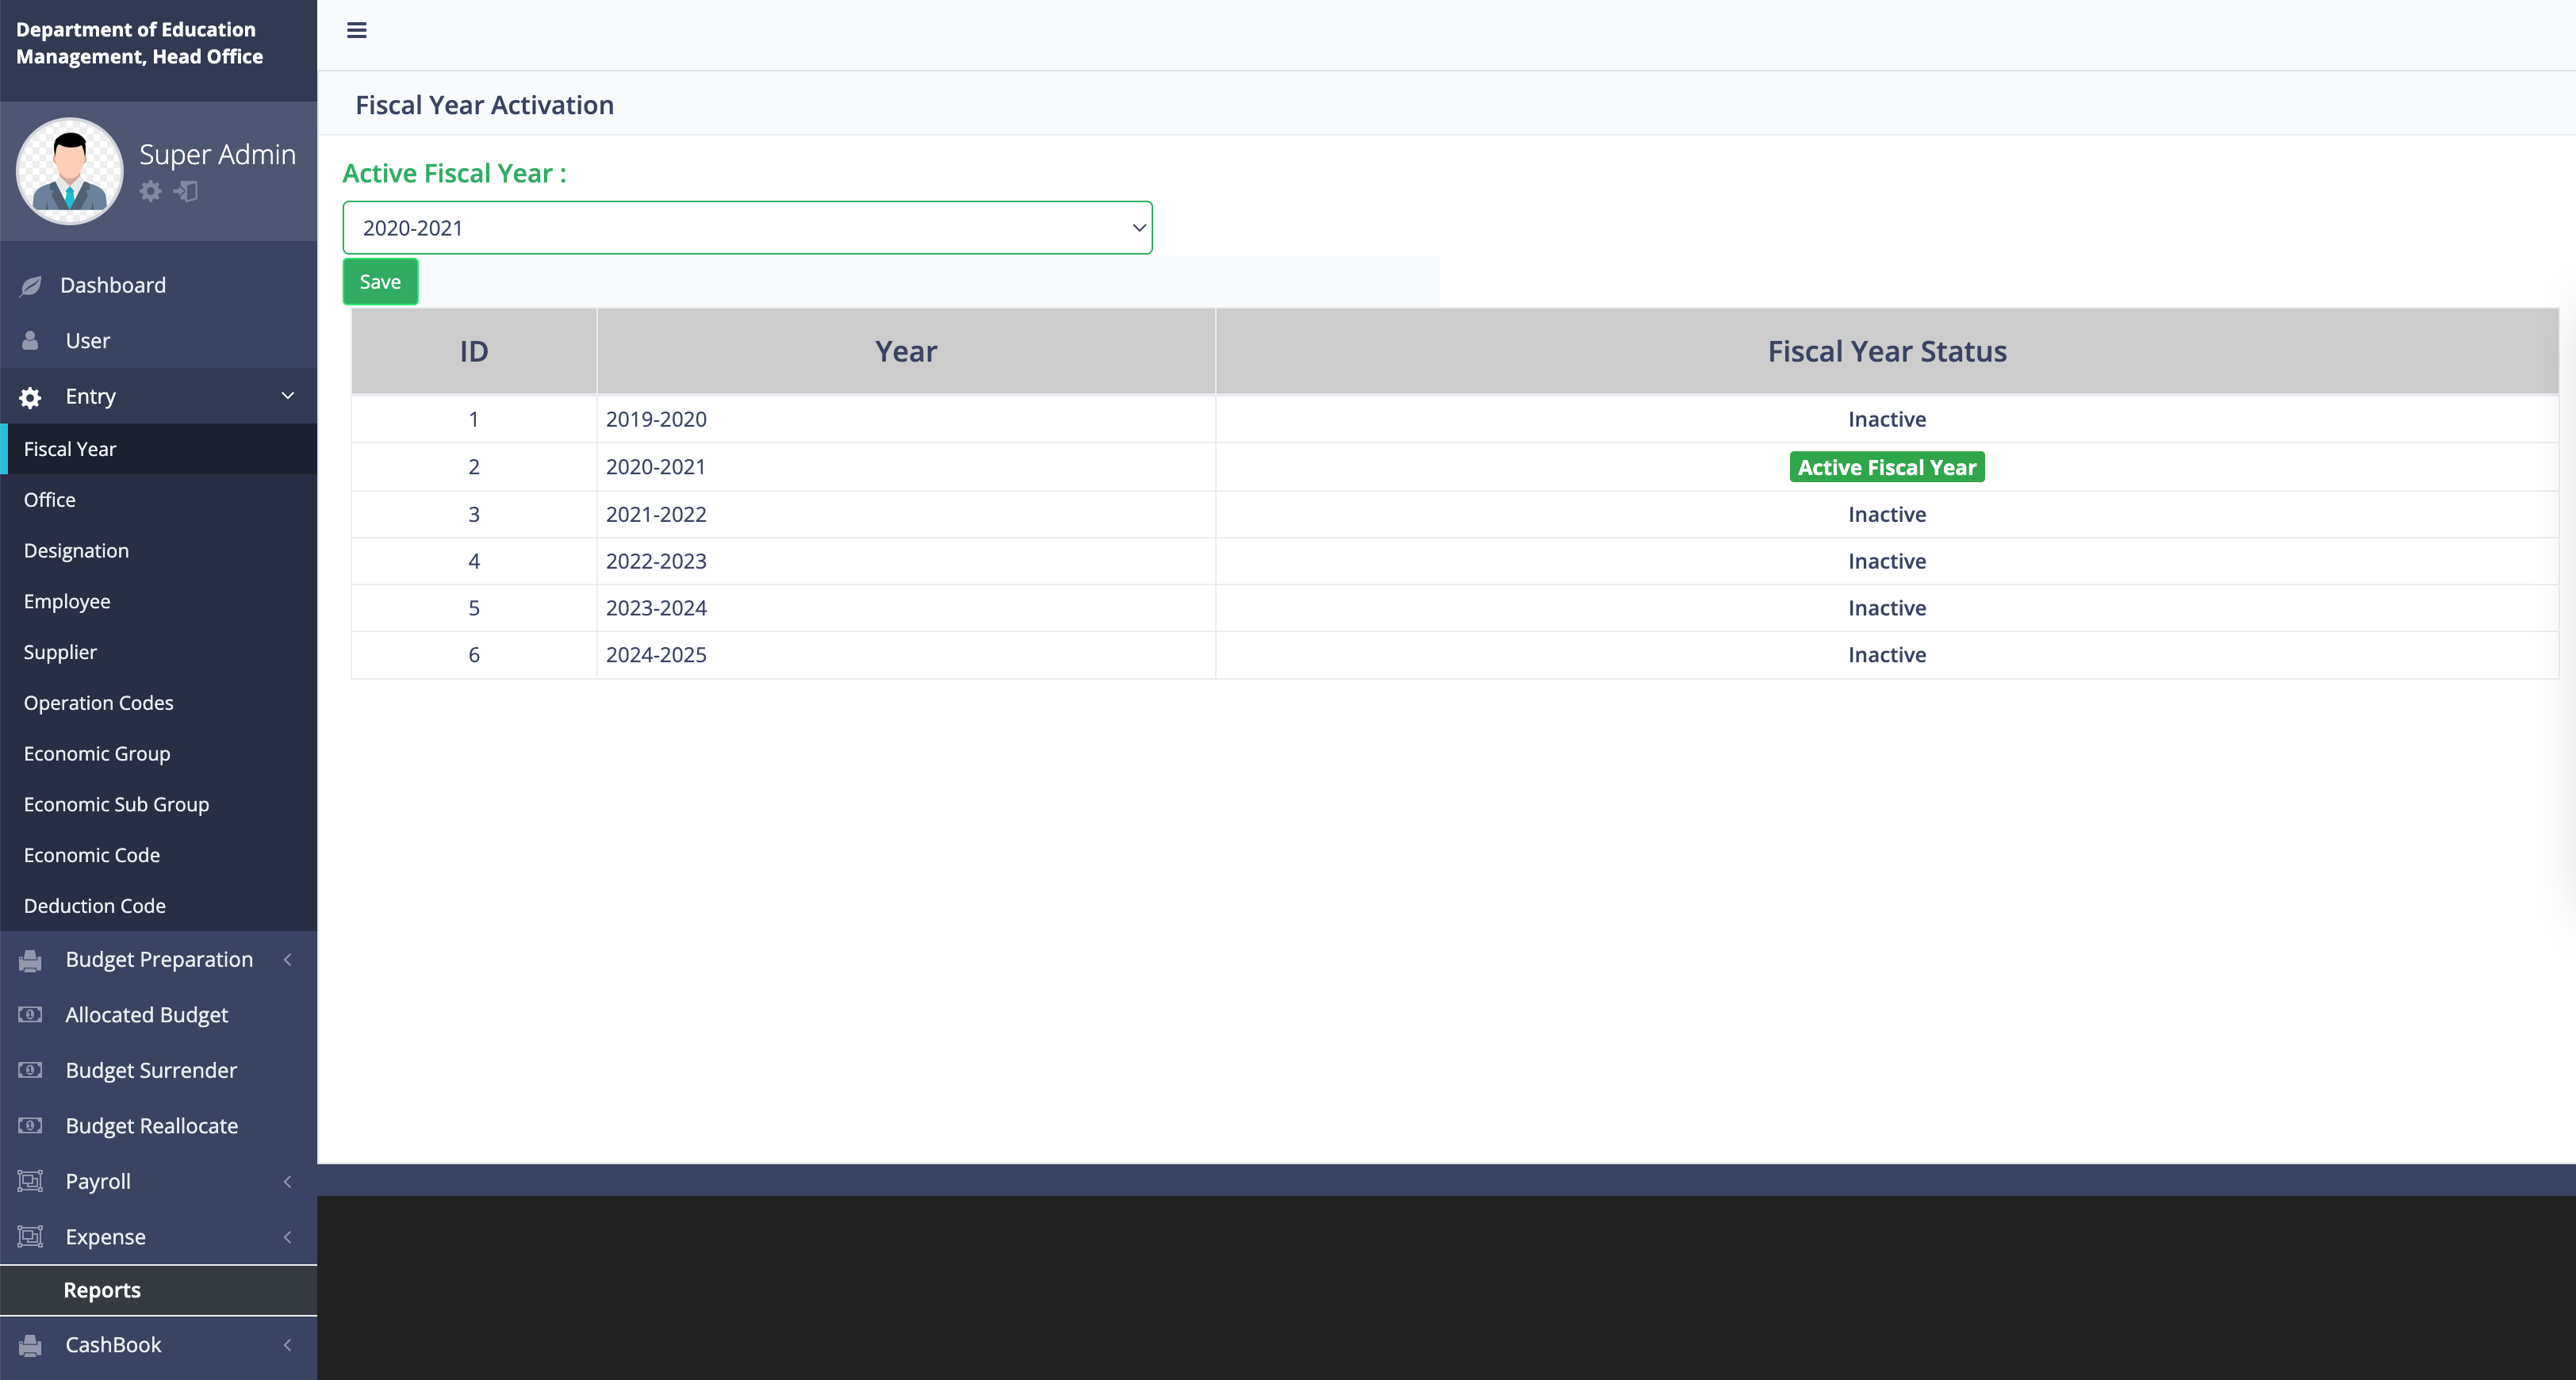 Department of Education
Management, Head Office
Super Admin
Dashboard
User
Entry
Fiscal Year
Office
Designation
Employee
Supplier
Operation Codes
Economic Group
Economic Sub Group
Economic Code
Deduction Code
Budget Preparation
Allocated Budget
Budget Surrender
Budget Reallocate
Payroll
Expense
Reports
CashBook
Fiscal Year Activation
Active Fiscal Year :
2020-2021
Save
ID Year Fiscal Year Status
1 2019-2020 Inactive
2 2020-2021 Active Fiscal Year
3 2021-2022 Inactive
4 2022-2023 Inactive
5 2023-2024 Inactive
6 2024-2025 Inactive